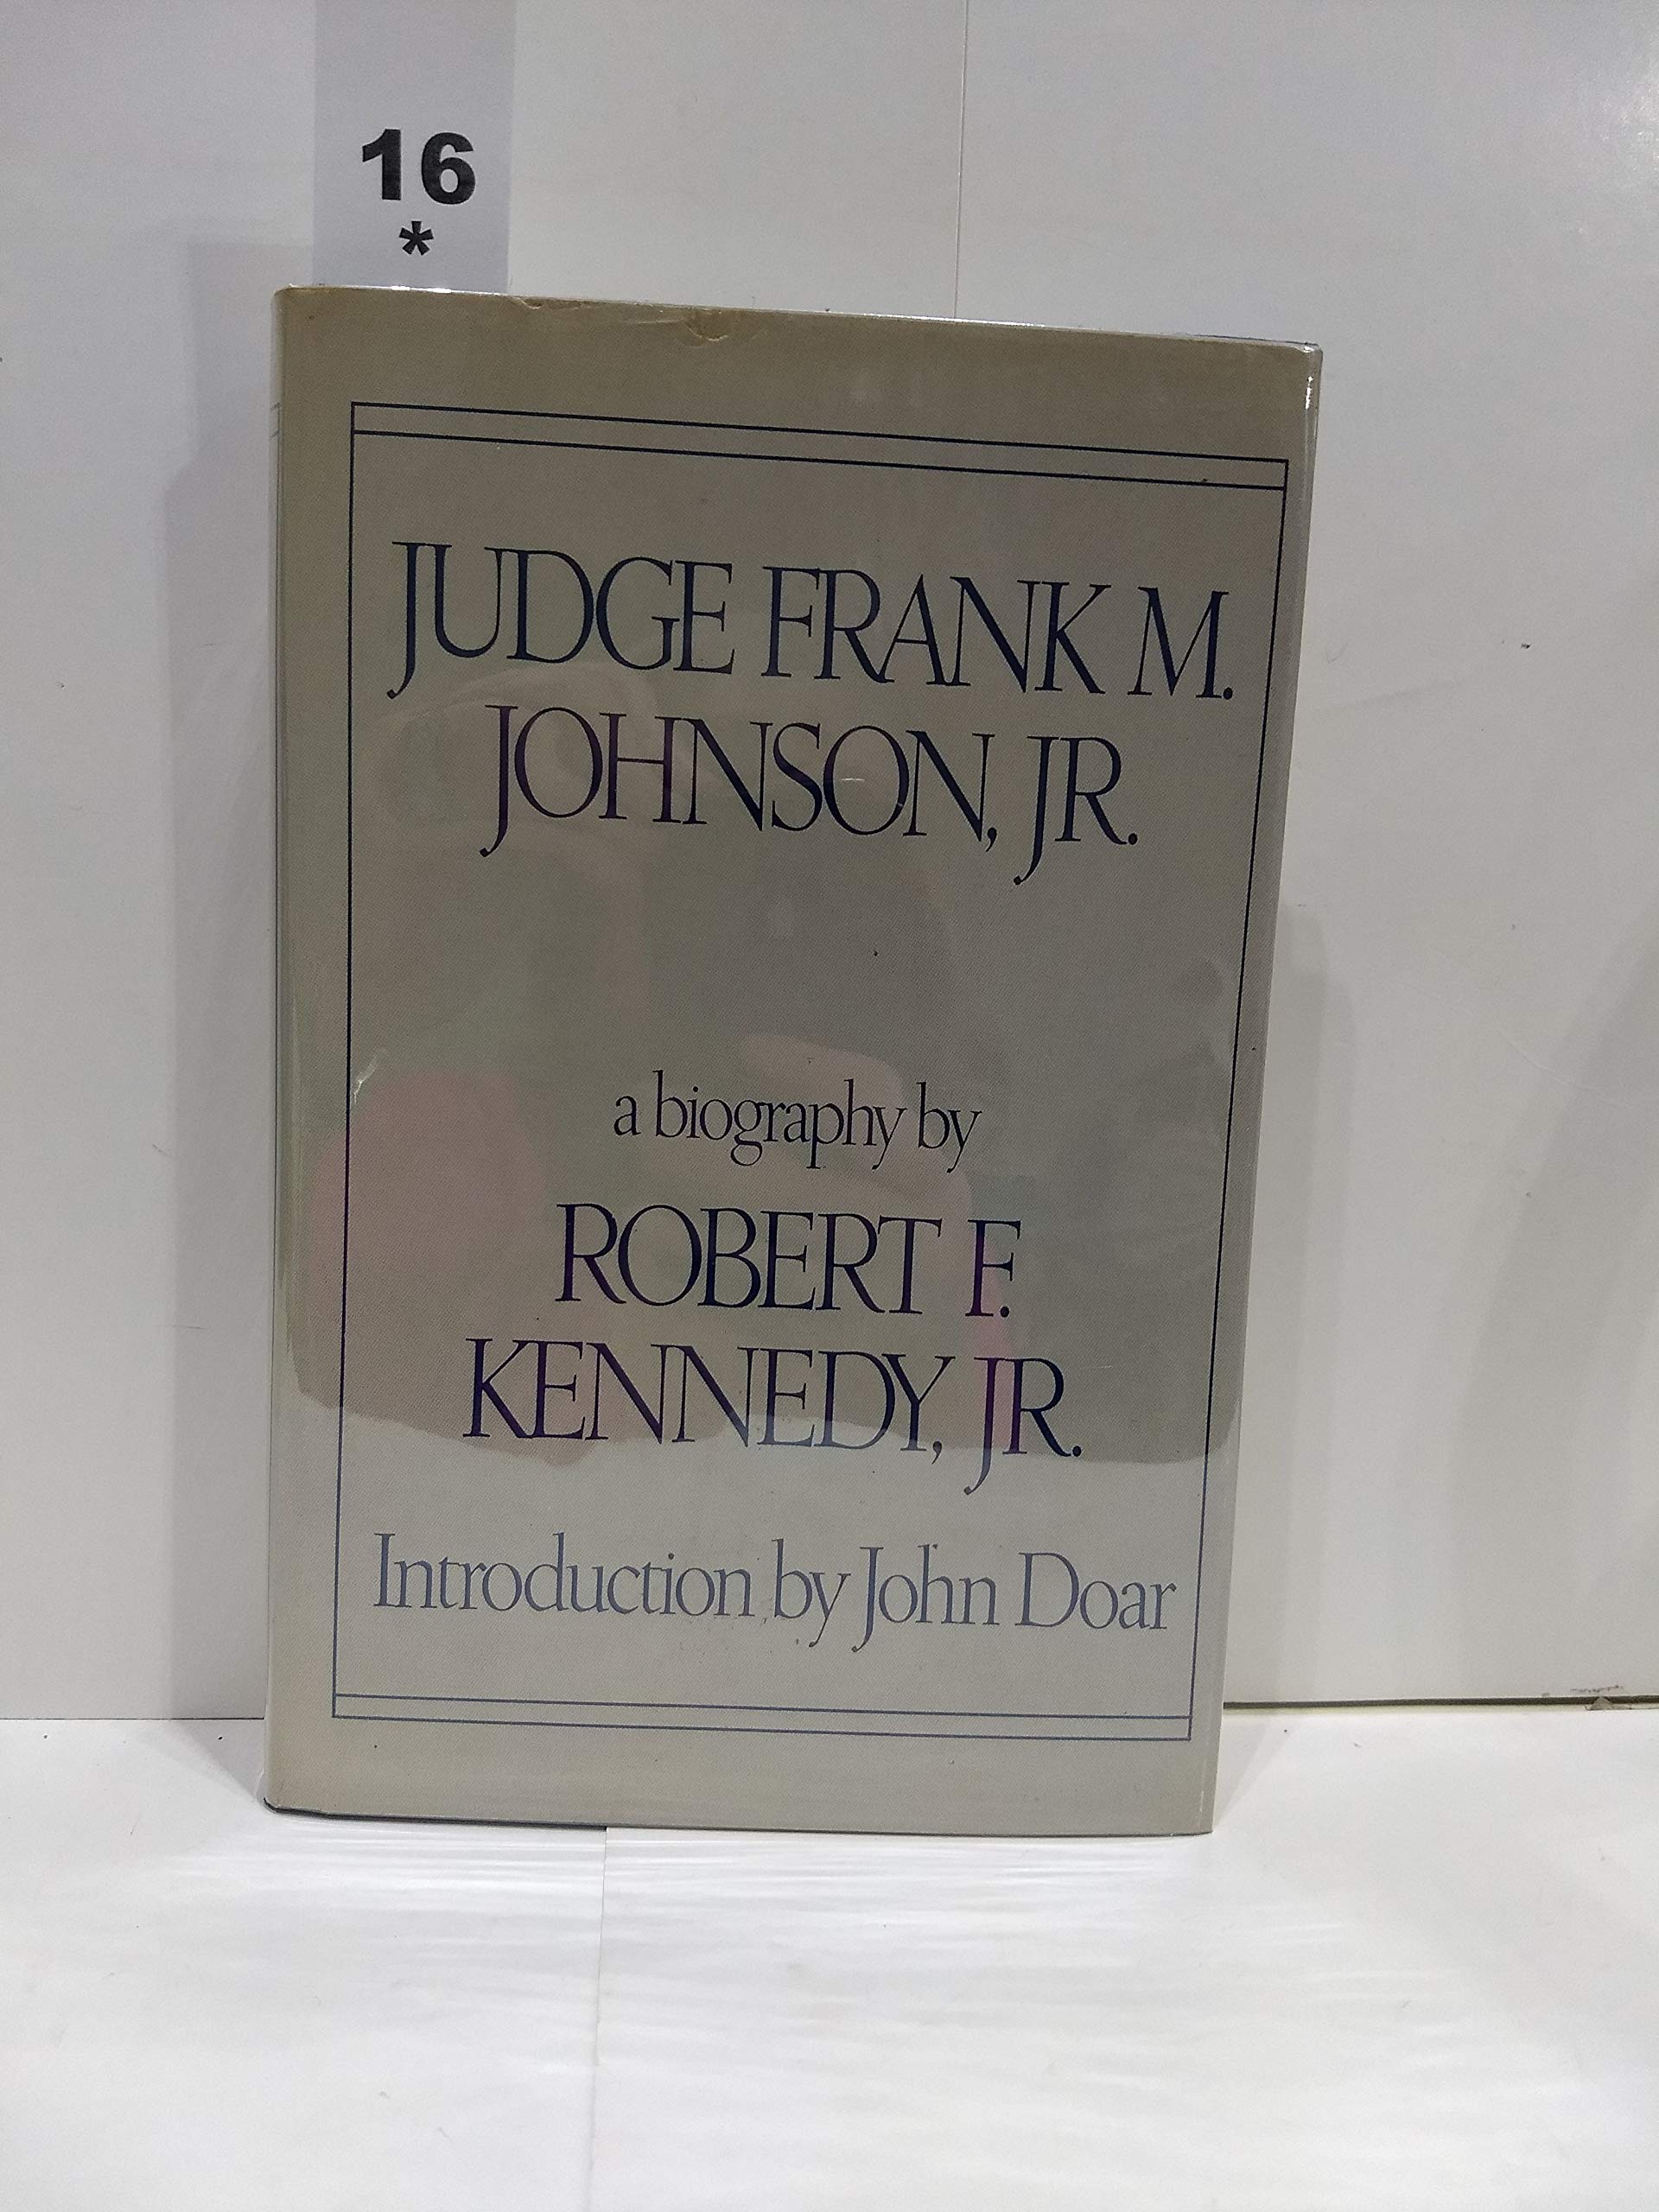 16
*
JUDGE FRANK M.
JOHNSON, JR.
a biography by
ROBERT F.
KENNEDY, JR.
Introduction by John Doar